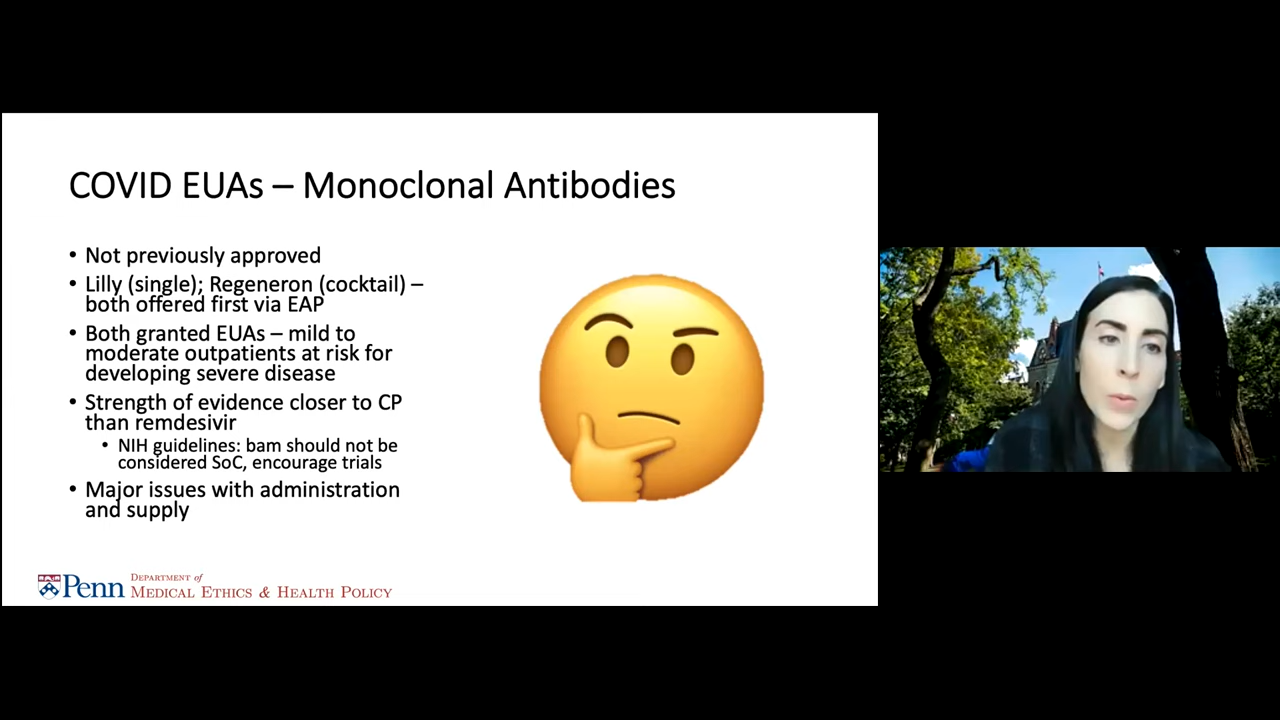 COVID EUAs – Monoclonal Antibodies
• Not previously approved
• Lilly (single); Regeneron (cocktail) –
both offered first via EAP
• Both granted EUAs – mild to
moderate outpatients at risk for
developing severe disease
• Strength of evidence closer to CP
than remdesivir
• NIH guidelines: bam should not be
considered SoC, encourage trials
• Major issues with administration
and supply
Penn
DEPARTMENT of
MEDICAL ETHICS & HEALTH POLICY